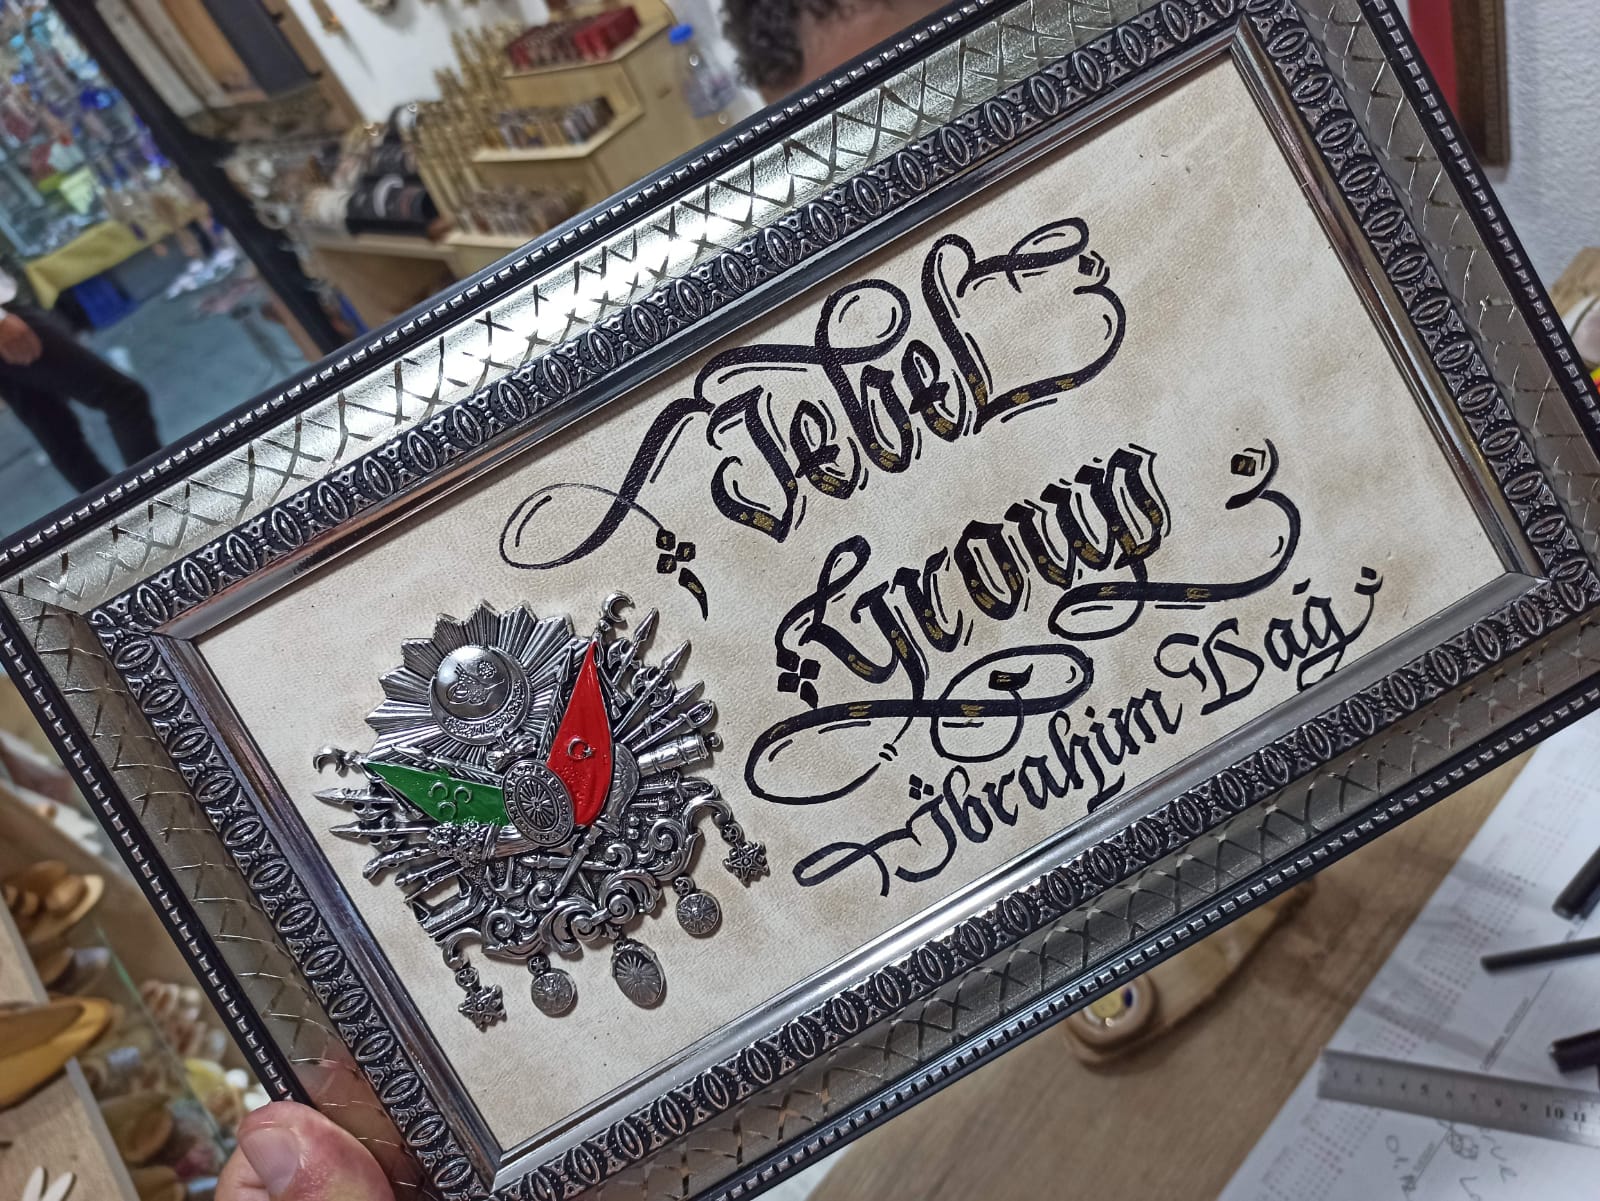 Jebel
Group
İbrahim Dağ